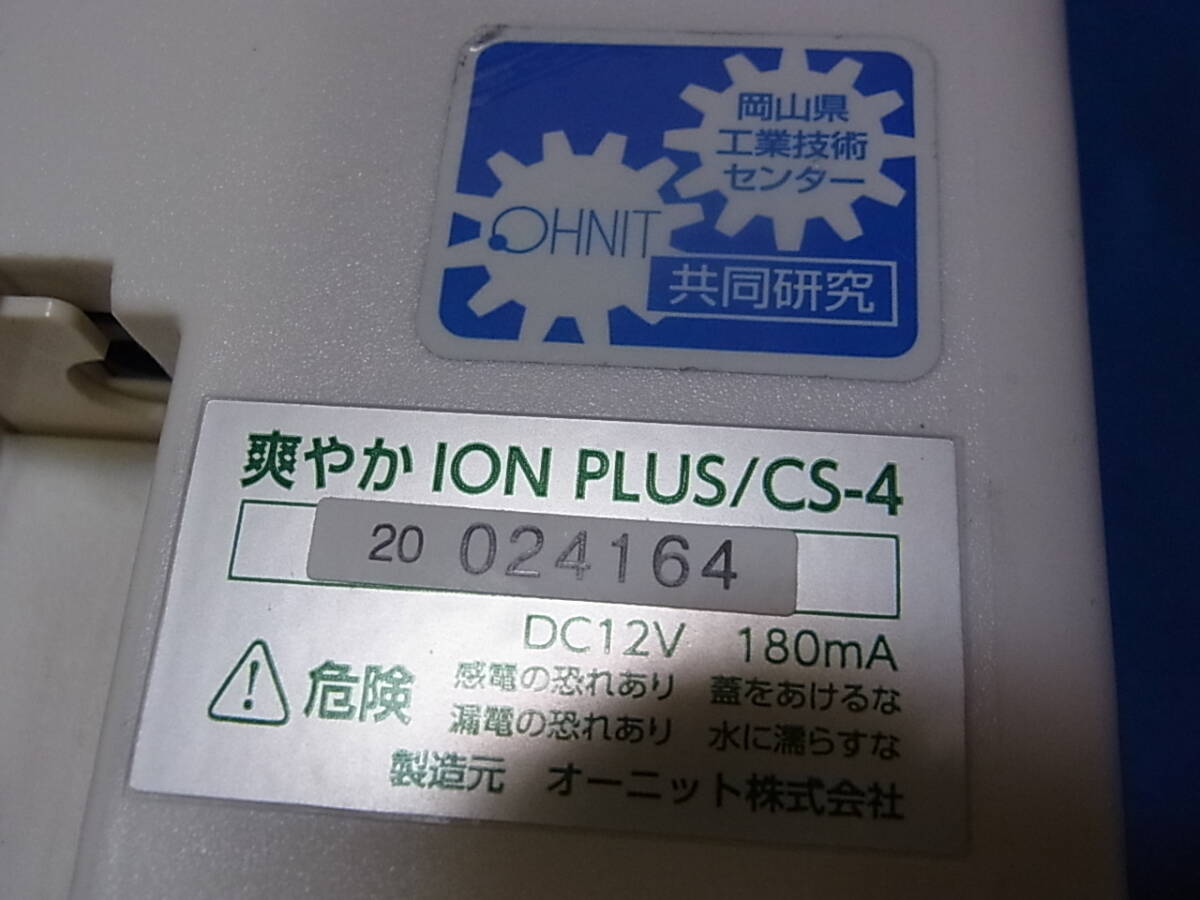 岡山県
工業技術
センター
OHNIT
共同研究
爽やか ION PLUS/CS-4
20 024164
DC12V 180mA
危険
感電の恐れあり 蓋をあけるな
漏電の恐れあり 水に濡らすな
製造元 オーニット株式会社